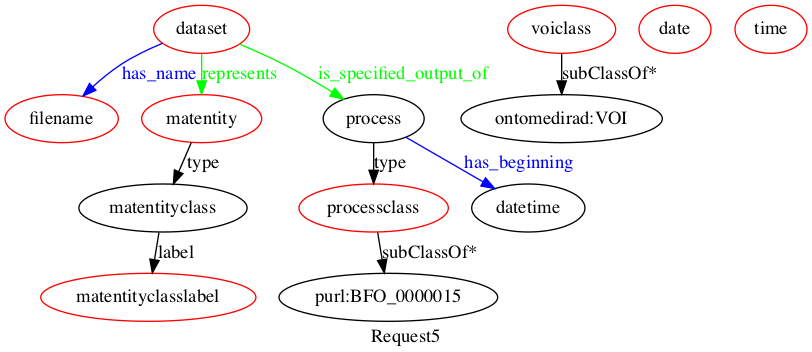 dataset voiclass date time
has_name represents is_specified_output_of subClassOf*
filename matentity process ontomedirad:VOI
type type has_beginning
matentityclass processclass datetime
label subClassOf*
matentityclasslabel purl:BFO_0000015
Request5